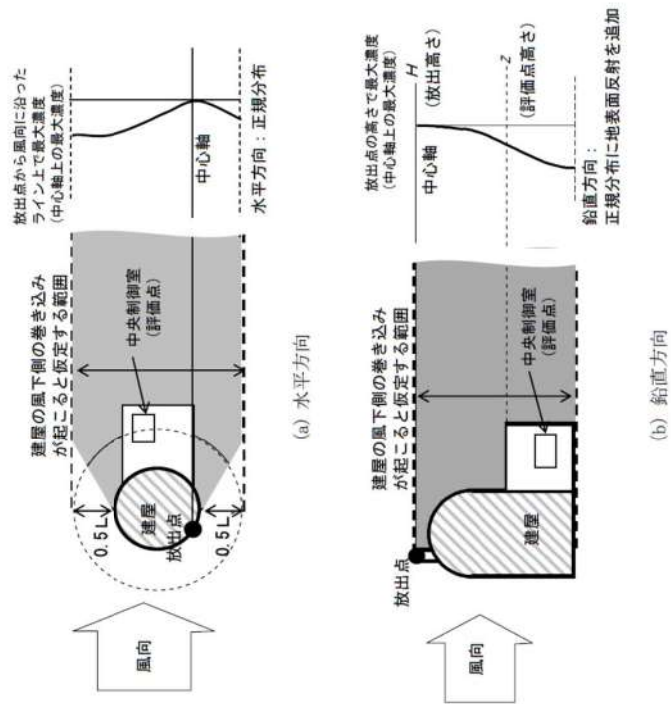 建屋の風下側の巻き込み
が起こると仮定する範囲
放出点から風向に沿った
ライン上で最大濃度
(中心軸上の最大濃度)
風向
0.5L
建屋
放出点
0.5L
中央制御室
(評価点)
中心軸
水平方向:正規分布
(a) 水平方向
建屋の風下側の巻き込み
が起こると仮定する範囲
放出点の高さで最大濃度
(中心軸上の最大濃度)
放出点
中心軸
H
(放出高さ)
風向
建屋
中央制御室
(評価点)
z
(評価点高さ)
鉛直方向:
正規分布に地表面反射を追加
(b) 鉛直方向